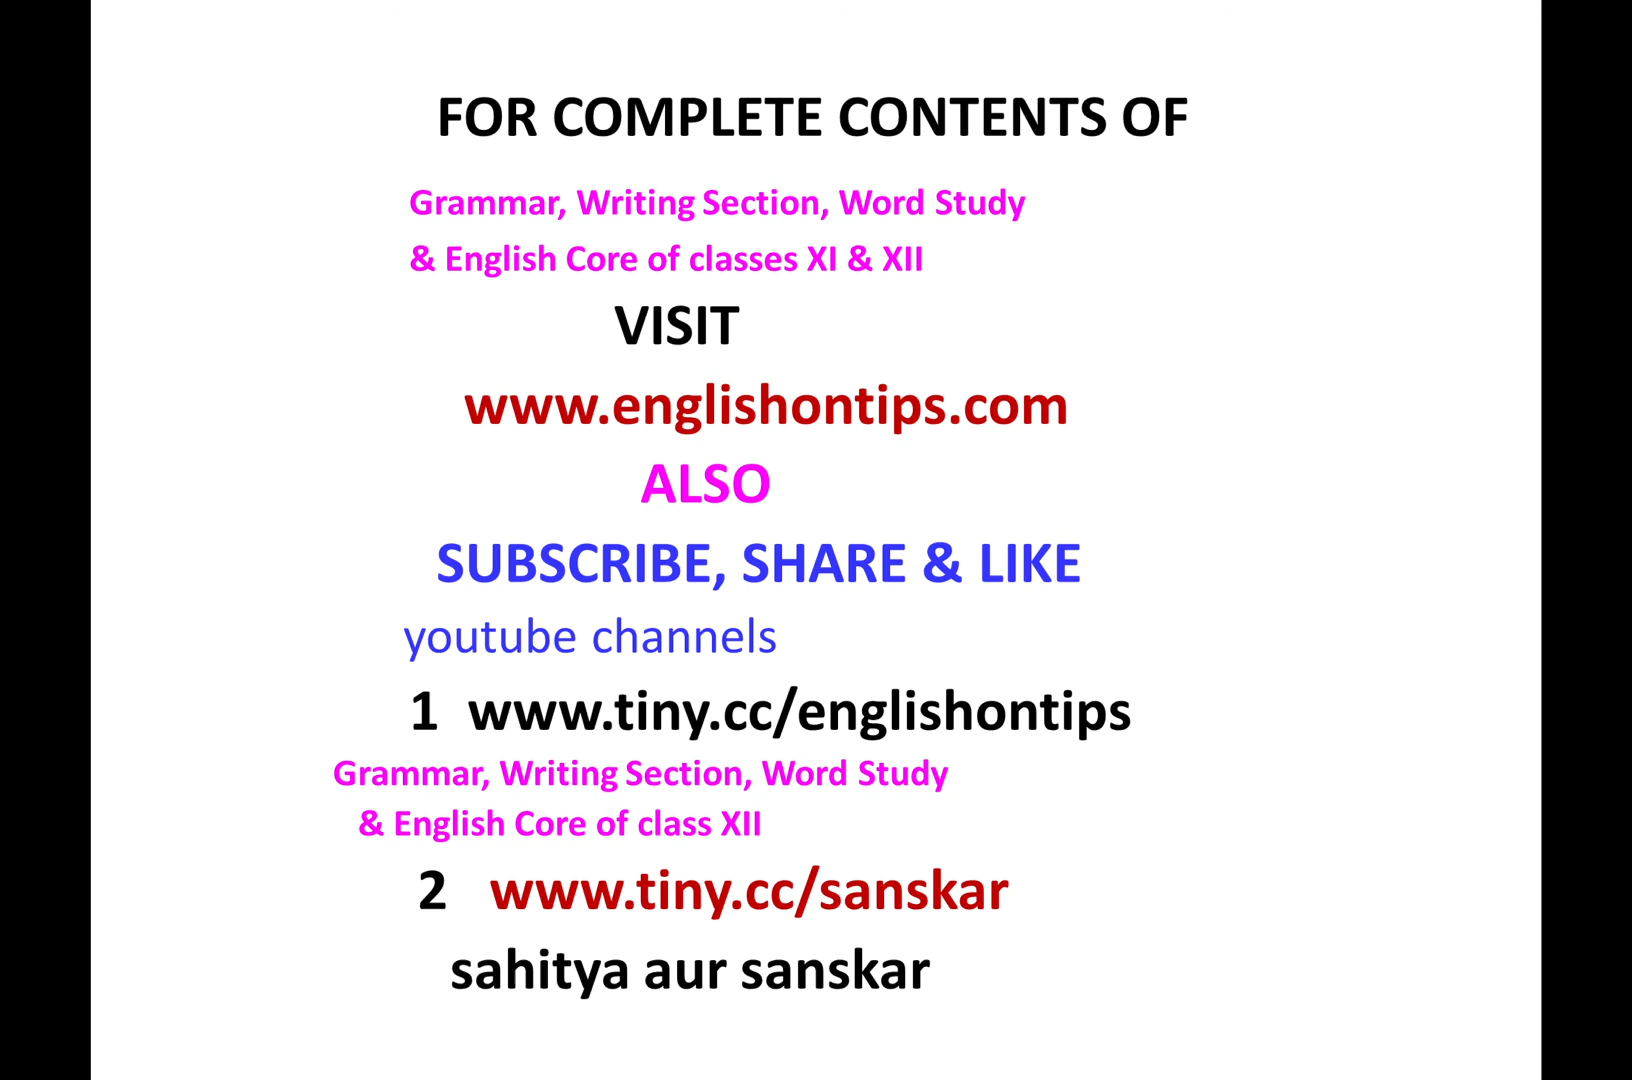 FOR COMPLETE CONTENTS OF
Grammar, Writing Section, Word Study
& English Core of classes XI & XII
VISIT
www.englishontips.com
ALSO
SUBSCRIBE, SHARE & LIKE
youtube channels
1 www.tiny.cc/englishontips
Grammar, Writing Section, Word Study
& English Core of class XII
2 www.tiny.cc/sanskar
sahitya aur sanskar